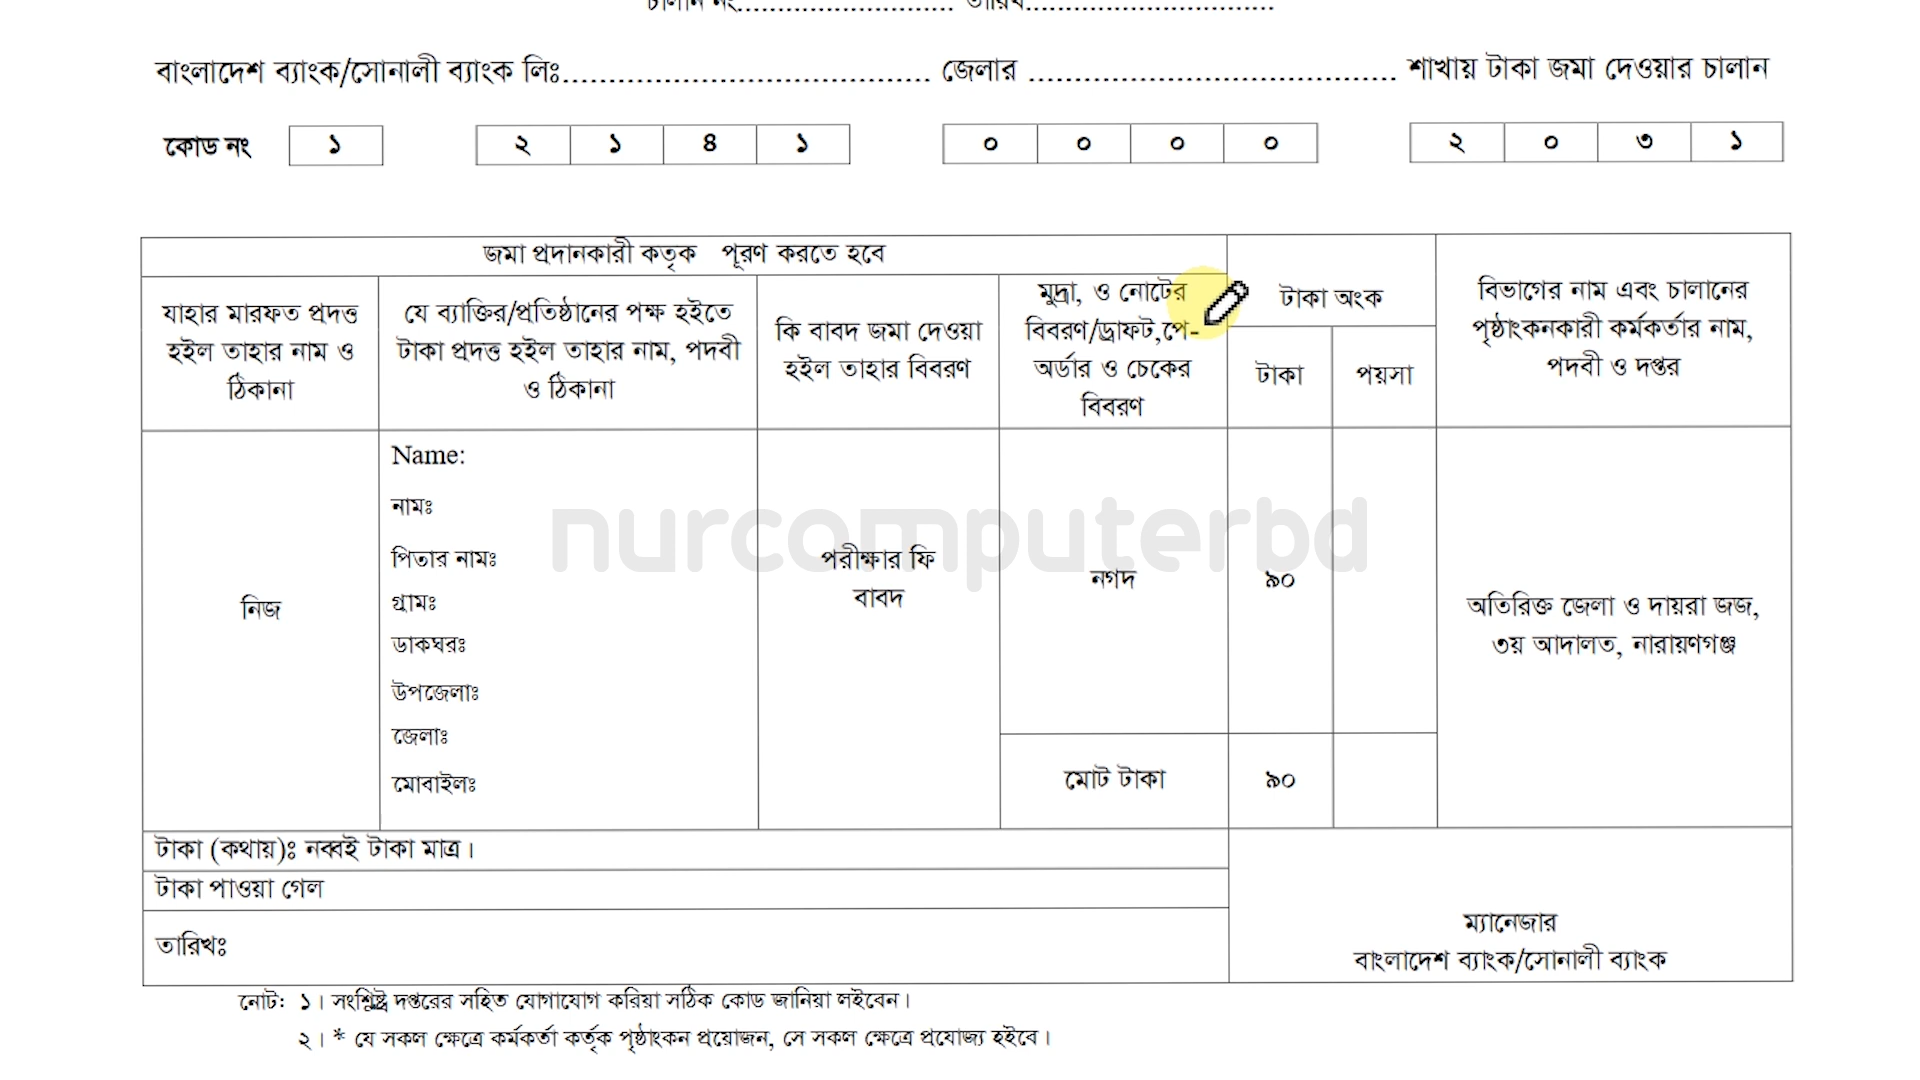 চালান নং............................ তারিখ................................
বাংলাদেশ ব্যাংক/সোনালী ব্যাংক লিঃ..................................... জেলার ..................................... শাখায় টাকা জমা দেওয়ার চালান
কোড নং ১ ২ ১ ৪ ১ ০ ০ ০ ০ ২ ০ ৩ ১
জমা প্রদানকারী কতৃক পূরণ করতে হবে
যাহার মারফত প্রদত্ত
হইল তাহার নাম ও
ঠিকানা
যে ব্যাক্তির/প্রতিষ্ঠানের পক্ষ হইতে
টাকা প্রদত্ত হইল তাহার নাম, পদবী
ও ঠিকানা
কি বাবদ জমা দেওয়া
হইল তাহার বিবরণ
মুদ্রা, ও নোটের
বিবরণ/ড্রাফট,পে-
অর্ডার ও চেকের
বিবরণ
টাকা অংক
টাকা
পয়সা
বিভাগের নাম এবং চালানের
পৃষ্ঠাংকনকারী কর্মকর্তার নাম,
পদবী ও দপ্তর
নিজ
Name:
নামঃ
পিতার নামঃ
গ্রামঃ
ডাকঘরঃ
উপজেলাঃ
জেলাঃ
মোবাইলঃ
পরীক্ষার ফি
বাবদ
নগদ
৯০
অতিরিক্ত জেলা ও দায়রা জজ,
৩য় আদালত, নারায়ণগঞ্জ
মোট টাকা
৯০
nurcomputerbd
টাকা (কথায়)ঃ নব্বই টাকা মাত্র।
টাকা পাওয়া গেল
তারিখঃ
ম্যানেজার
বাংলাদেশ ব্যাংক/সোনালী ব্যাংক
নোট: ১। সংশ্লিষ্ট দপ্তরের সহিত যোগাযোগ করিয়া সঠিক কোড জানিয়া লইবেন।
২। * যে সকল ক্ষেত্রে কর্মকর্তা কর্তৃক পৃষ্ঠাংকন প্রয়োজন, সে সকল ক্ষেত্রে প্রযোজ্য হইবে।